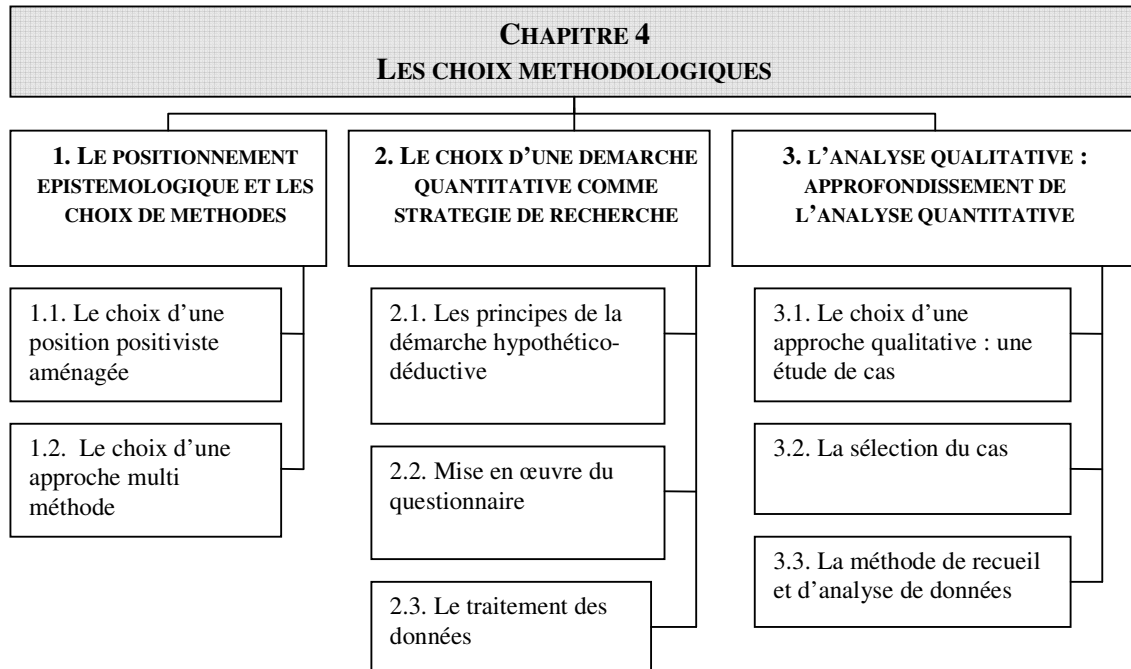 CHAPITRE 4
LES CHOIX METHODOLOGIQUES
1. LE POSITIONNEMENT
EPISTEMOLOGIQUE ET LES
CHOIX DE METHODES
1.1. Le choix d’une
position positiviste
aménagée
1.2. Le choix d’une
approche multi
méthode
2. LE CHOIX D’UNE DEMARCHE
QUANTITATIVE COMME
STRATEGIE DE RECHERCHE
2.1. Les principes de la
démarche hypothético-
déductive
2.2. Mise en œuvre du
questionnaire
2.3. Le traitement des
données
3. L’ANALYSE QUALITATIVE :
APPROFONDISSEMENT DE
L’ANALYSE QUANTITATIVE
3.1. Le choix d’une
approche qualitative : une
étude de cas
3.2. La sélection du cas
3.3. La méthode de recueil
et d’analyse de données